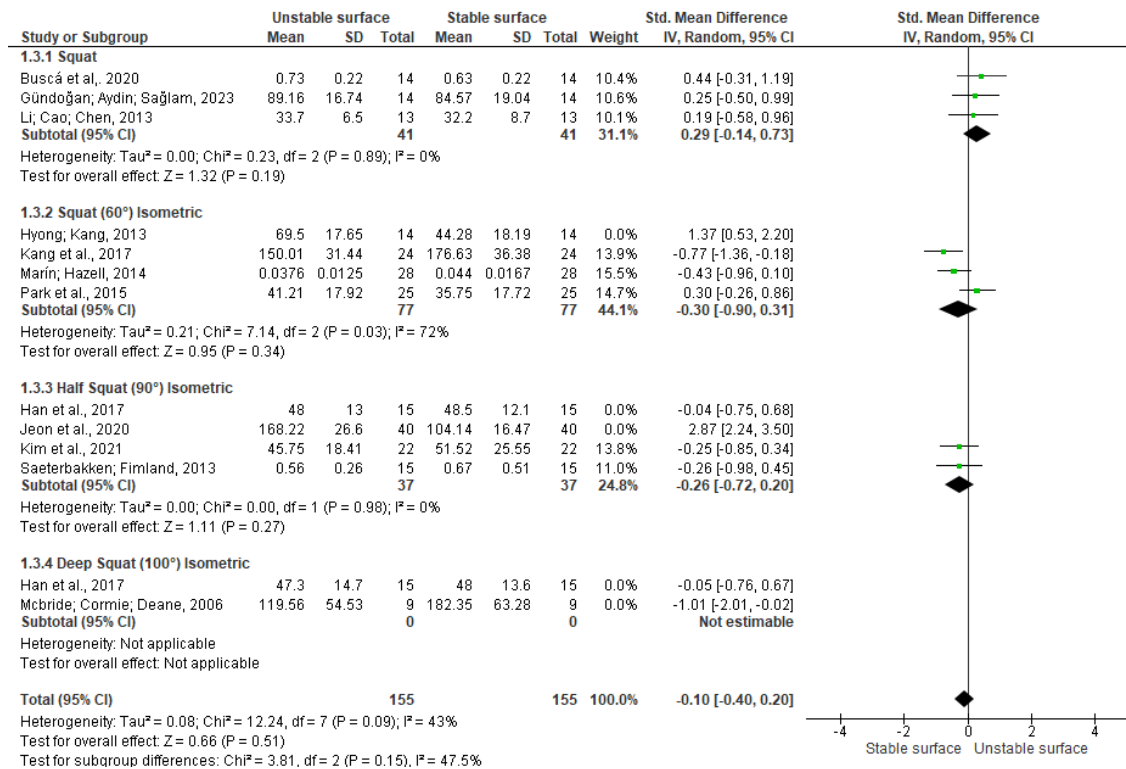 Unstable surface Stable surface Std. Mean Difference Std. Mean Difference
Study or Subgroup Mean SD Total Mean SD Total Weight IV, Random, 95% CI IV, Random, 95% CI
1.3.1 Squat
Buscá et al,. 2020 0.73 0.22 14 0.63 0.22 14 10.4% 0.44 [-0.31, 1.19]
Gündoğan; Aydin; Sağlam, 2023 89.16 16.74 14 84.57 19.04 14 10.6% 0.25 [-0.50, 0.99]
Li; Cao; Chen, 2013 33.7 6.5 13 32.2 8.7 13 10.1% 0.19 [-0.58, 0.96]
Subtotal (95% CI) 41 41 31.1% 0.29 [-0.14, 0.73]
Heterogeneity: Tau² = 0.00; Chi² = 0.23, df = 2 (P = 0.89); I² = 0%
Test for overall effect: Z = 1.32 (P = 0.19)
1.3.2 Squat (60°) Isometric
Hyong; Kang, 2013 69.5 17.65 14 44.28 18.19 14 0.0% 1.37 [0.53, 2.20]
Kang et al., 2017 150.01 31.44 24 176.63 36.38 24 13.9% -0.77 [-1.36, -0.18]
Marín; Hazell, 2014 0.0376 0.0125 28 0.044 0.0167 28 15.5% -0.43 [-0.96, 0.10]
Park et al., 2015 41.21 17.92 25 35.75 17.72 25 14.7% 0.30 [-0.26, 0.86]
Subtotal (95% CI) 77 77 44.1% -0.30 [-0.90, 0.31]
Heterogeneity: Tau² = 0.21; Chi² = 7.14, df = 2 (P = 0.03); I² = 72%
Test for overall effect: Z = 0.95 (P = 0.34)
1.3.3 Half Squat (90°) Isometric
Han et al., 2017 48 13 15 48.5 12.1 15 0.0% -0.04 [-0.75, 0.68]
Jeon et al., 2020 168.22 26.6 40 104.14 16.47 40 0.0% 2.87 [2.24, 3.50]
Kim et al., 2021 45.75 18.41 22 51.52 25.55 22 13.8% -0.25 [-0.85, 0.34]
Saeterbakken; Fimland, 2013 0.56 0.26 15 0.67 0.51 15 11.0% -0.26 [-0.98, 0.45]
Subtotal (95% CI) 37 37 24.8% -0.26 [-0.72, 0.20]
Heterogeneity: Tau² = 0.00; Chi² = 0.00, df = 1 (P = 0.98); I² = 0%
Test for overall effect: Z = 1.11 (P = 0.27)
1.3.4 Deep Squat (100°) Isometric
Han et al., 2017 47.3 14.7 15 48 13.6 15 0.0% -0.05 [-0.76, 0.67]
Mcbride; Cormie; Deane, 2006 119.56 54.53 9 182.35 63.28 9 0.0% -1.01 [-2.01, -0.02]
Subtotal (95% CI) 0 0 Not estimable
Heterogeneity: Not applicable
Test for overall effect: Not applicable
Total (95% CI) 155 155 100.0% -0.10 [-0.40, 0.20]
Heterogeneity: Tau² = 0.08; Chi² = 12.24, df = 7 (P = 0.09); I² = 43%
Test for overall effect: Z = 0.66 (P = 0.51)
Test for subgroup differences: Chi² = 3.81, df = 2 (P = 0.15), I² = 47.5%
-4 -2 0 2 4
Stable surface Unstable surface